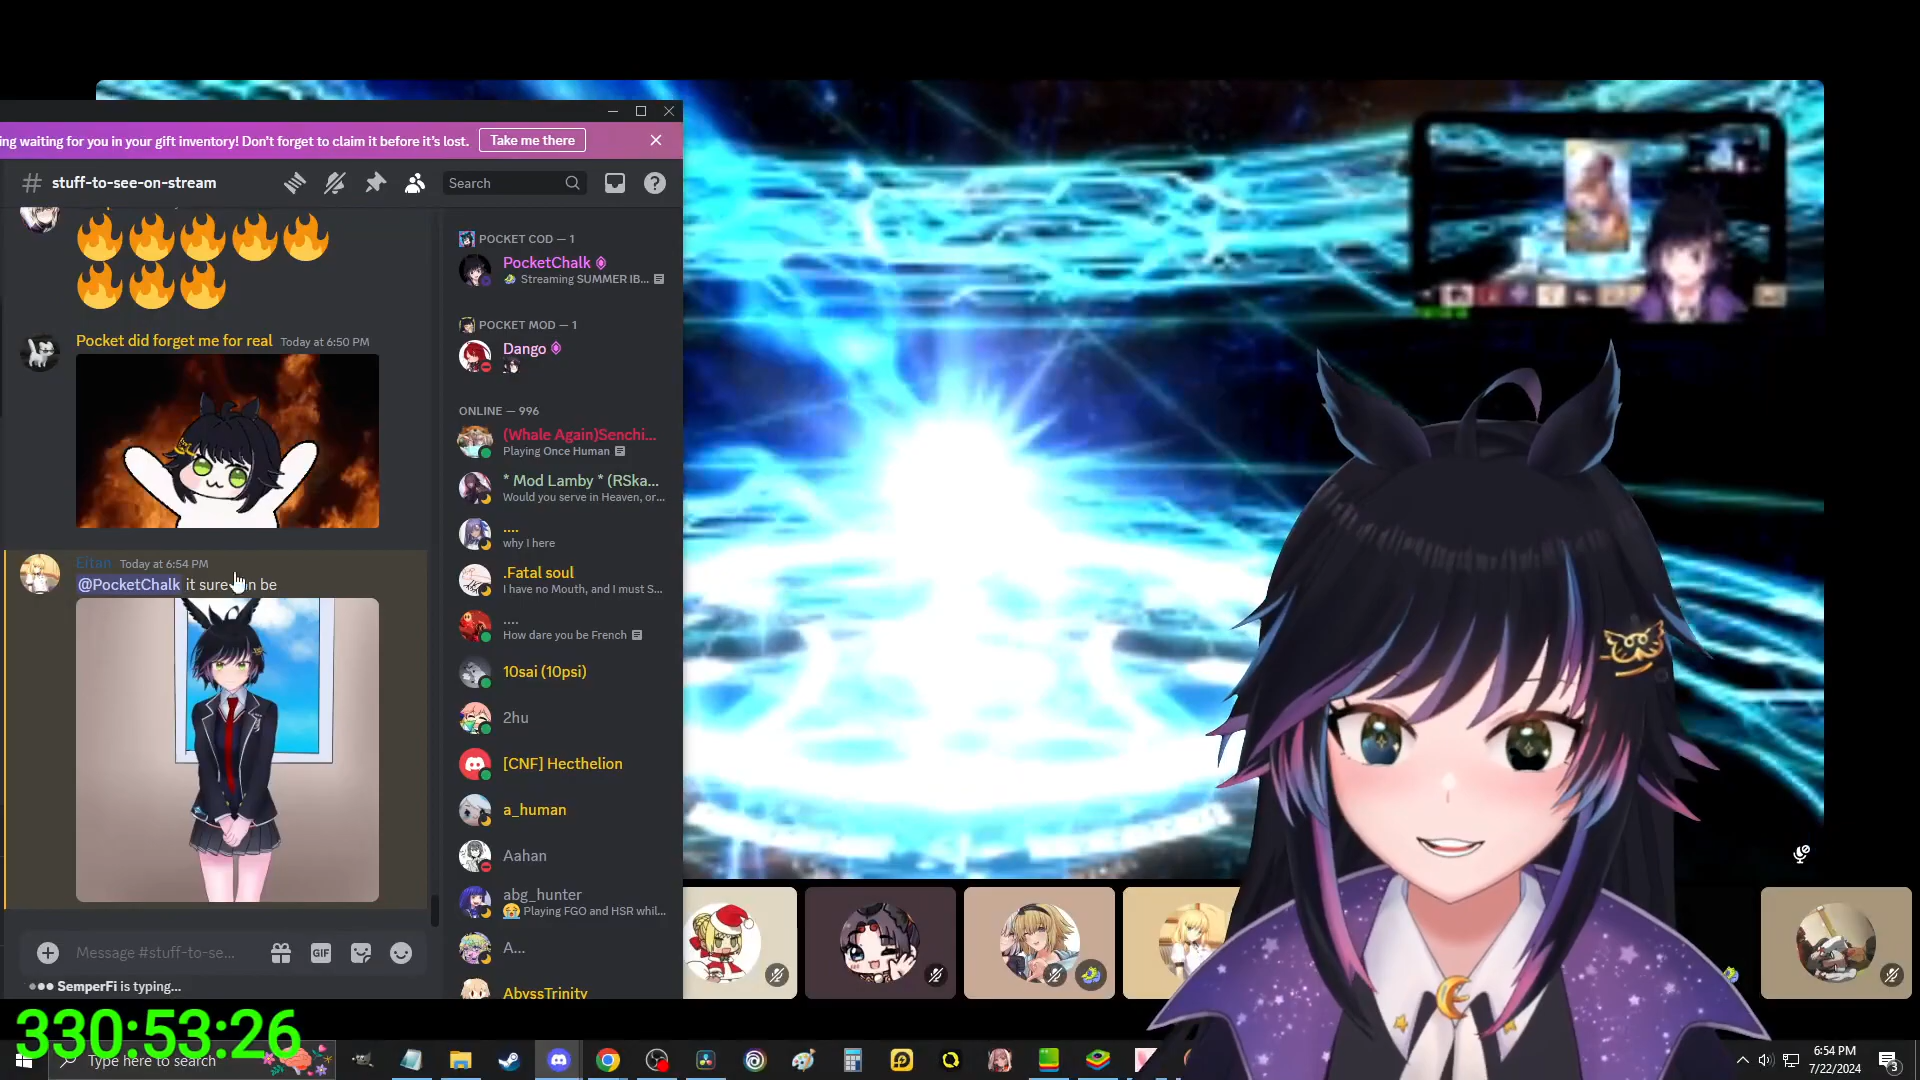 ing waiting for you in your gift inventory! Don't forget to claim it before it's lost.
Take me there
# stuff-to-see-on-stream
Search
Pocket did forget me for real Today at 6:50 PM
Eitan Today at 6:54 PM
@PocketChalk it sure
n be
Message #stuff-to-se...
SemperFi is typing...
POCKET COD — 1
PocketChalk
Streaming SUMMER IB...
POCKET MOD — 1
Dango
ONLINE — 996
(Whale Again)Senchi...
Playing Once Human
* Mod Lamby * (RSka...
Would you serve in Heaven, or...
....
why I here
.Fatal soul
I have no Mouth, and I must S...
....
How dare you be French
10sai (10psi)
2hu
[CNF] Hecthelion
a_human
Aahan
abg_hunter
Playing FGO and HSR whil...
A...
AbyssTrinity
GIF
330:53:26
Type here to search
6:54 PM
7/22/2024
3